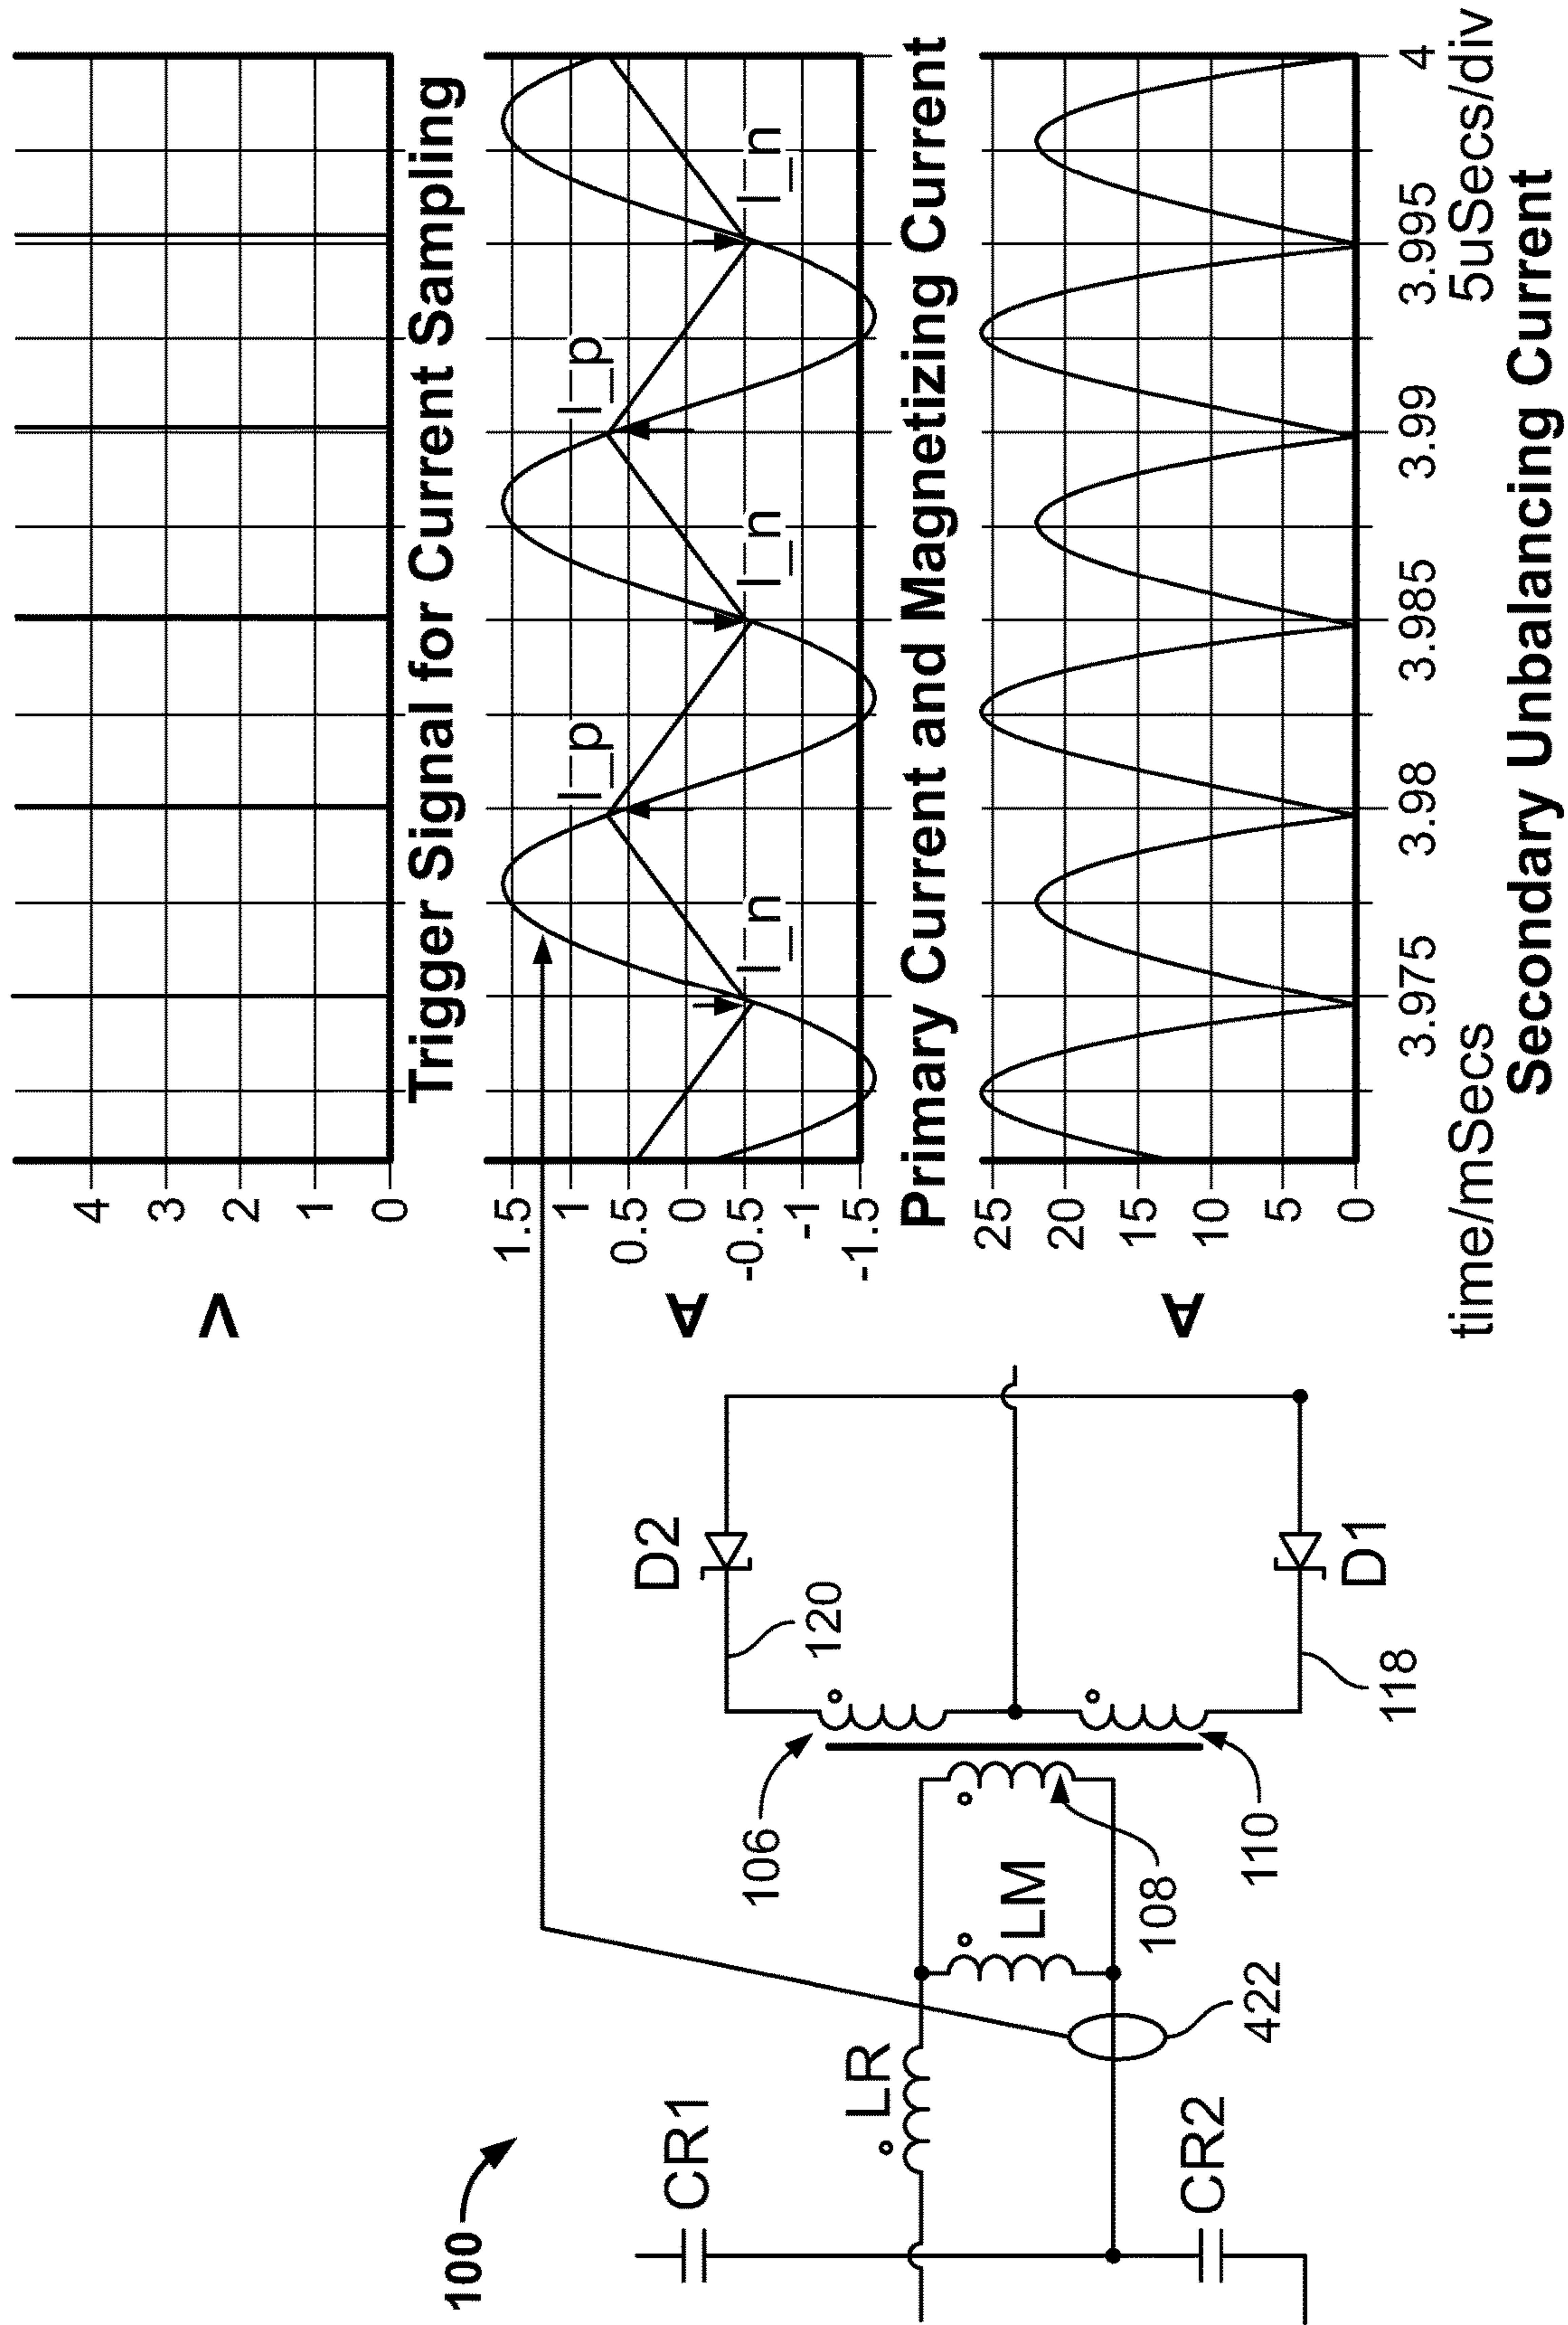 100
CR1
CR2
LR
LM
422
106
108
110
120
118
D2
D1
V
4
3
2
1
0
Trigger Signal for Current Sampling
A
1.5
1
0.5
0
-0.5
-1
-1.5
I_n
I_p
I_n
I_p
I_n
Primary Current and Magnetizing Current
A
25
20
15
10
5
0
3.975
3.98
3.985
3.99
3.995
4
time/mSecs
5uSecs/div
Secondary Unbalancing Current